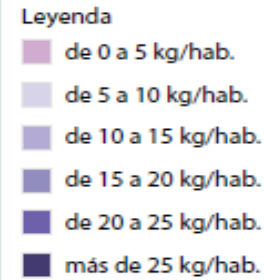 Leyenda
de 0 a 5 kg/hab.
de 5 a 10 kg/hab.
de 10 a 15 kg/hab.
de 15 a 20 kg/hab.
de 20 a 25 kg/hab.
más de 25 kg/hab.